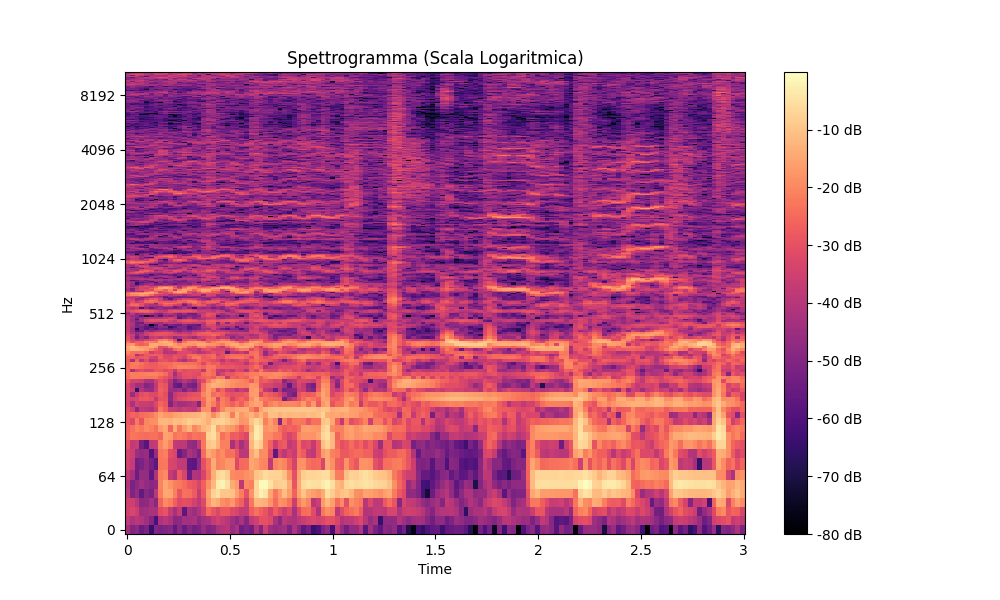 Spettrogramma (Scala Logaritmica)
8192
4096
2048
1024
512
256
128
64
0
Hz
0
0.5
1
1.5
2
2.5
3
Time
-10 dB
-20 dB
-30 dB
-40 dB
-50 dB
-60 dB
-70 dB
-80 dB